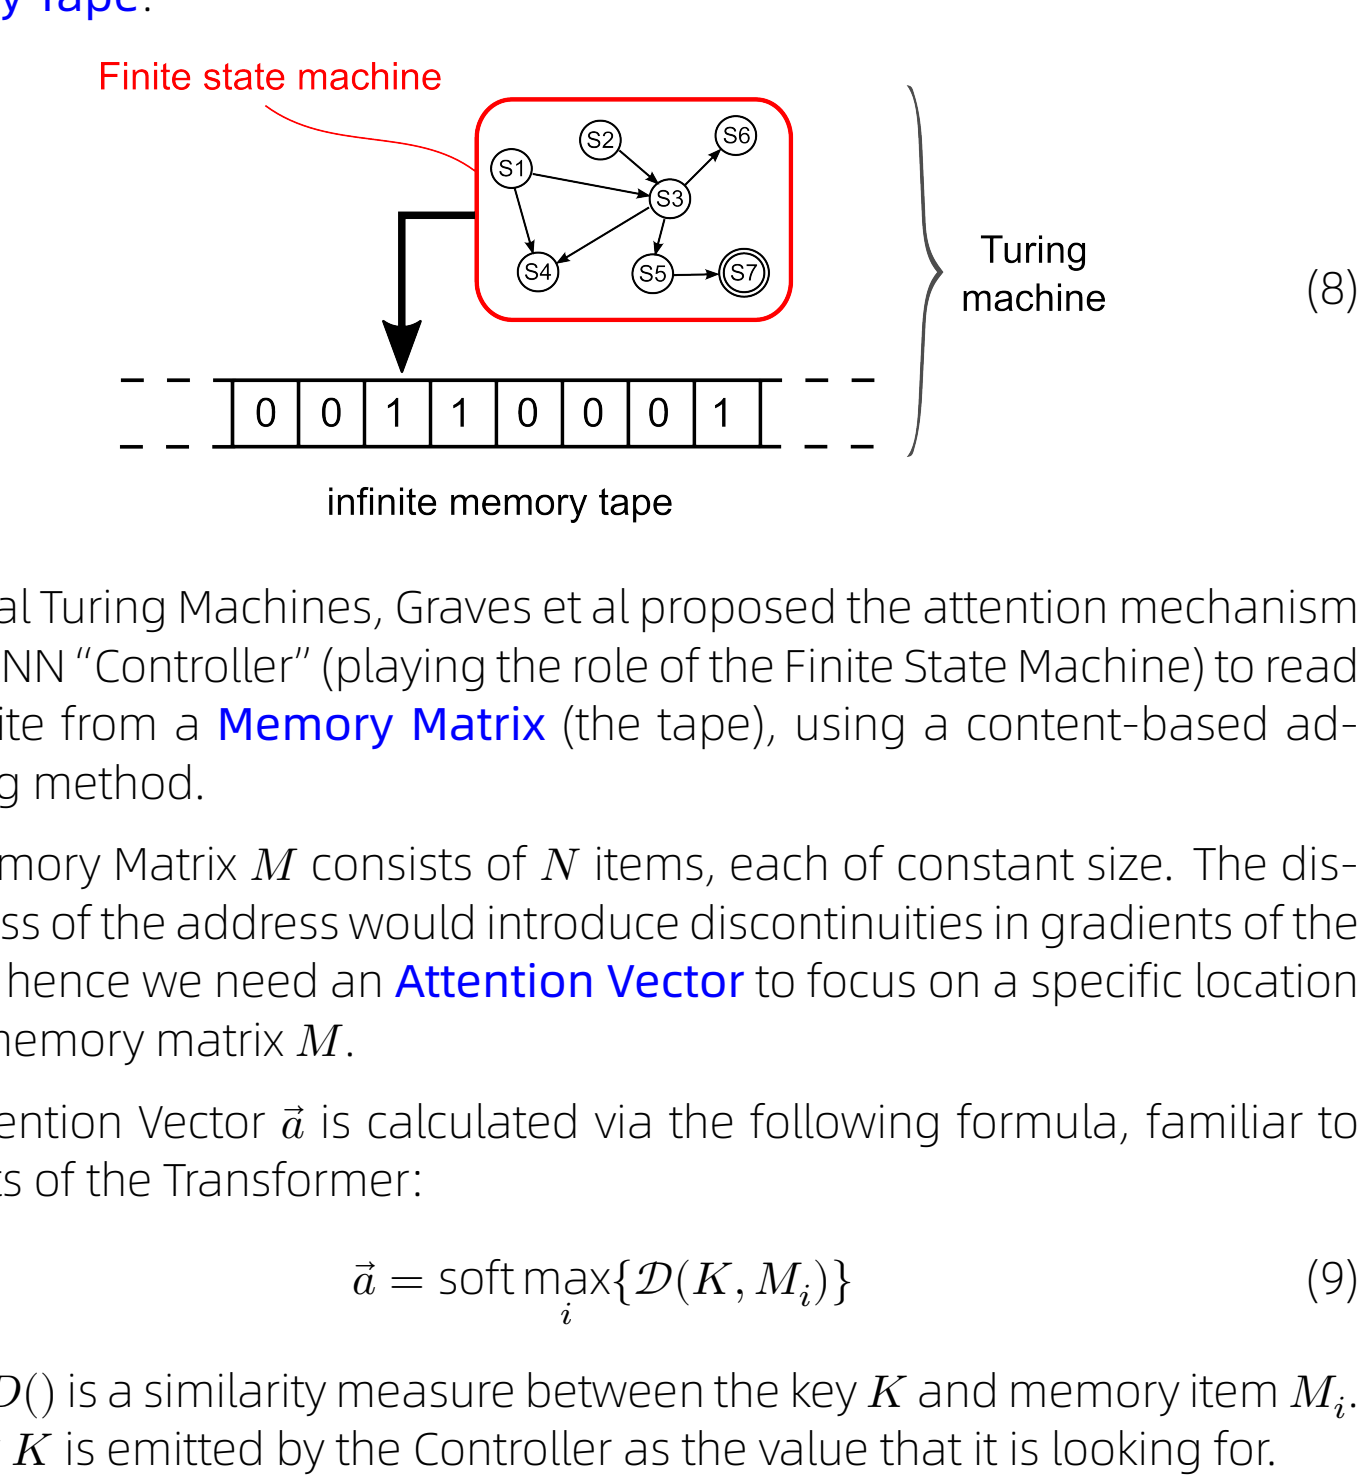 y Tape.
Finite state machine
S1 S2 S6
S3
S4 S5 S7
Turing
machine
(8)
0 0 1 1 0 0 0 1
infinite memory tape
al Turing Machines, Graves et al proposed the attention mechanism
NN “Controller” (playing the role of the Finite State Machine) to read
ite from a Memory Matrix (the tape), using a content-based ad-
g method.
mory Matrix M consists of N items, each of constant size. The dis-
ss of the address would introduce discontinuities in gradients of the
hence we need an Attention Vector to focus on a specific location
memory matrix M.
ention Vector a⃗ is calculated via the following formula, familiar to
ts of the Transformer:
a⃗ = soft max{𝒟(K, M_i)} (9)
i
D() is a similarity measure between the key K and memory item M_i.
K is emitted by the Controller as the value that it is looking for.